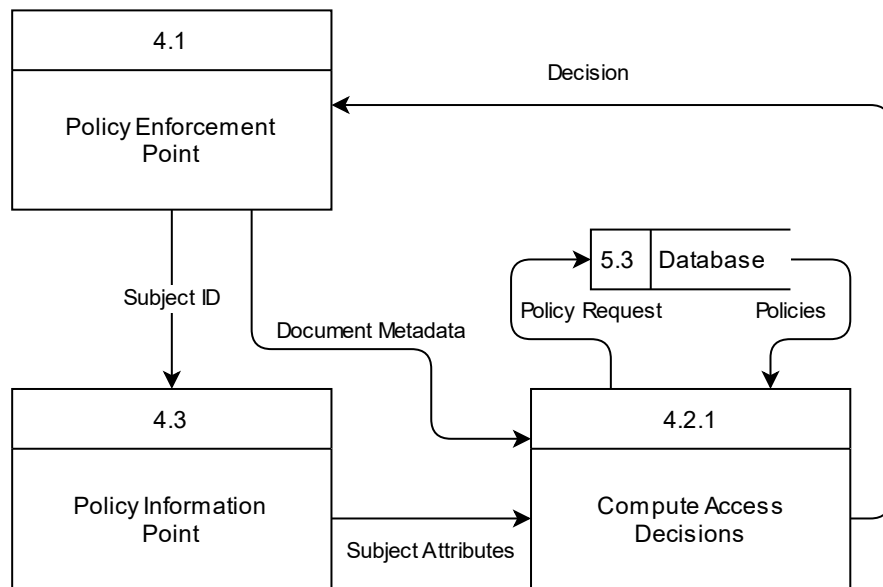 4.1
Decision
Policy Enforcement
Point
5.3 Database
Subject ID
Policy Request
Policies
Document Metadata
4.3
4.2.1
Policy Information
Point
Compute Access
Decisions
Subject Attributes